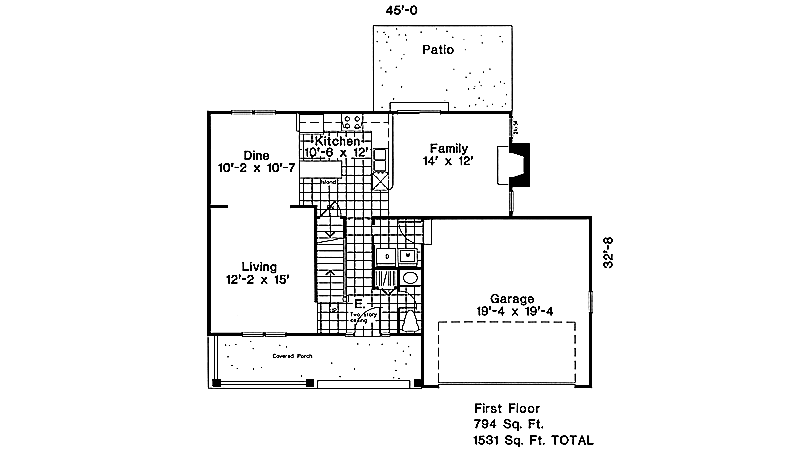 45'-0
Patio
Kitchen
10'-6 x 12'
Family
14' x 12'
Dine
10'-2 x 10'-7
Island
Living
12'-2 x 15'
D
W
32'-8
Garage
19'-4 x 19'-4
E.
Two story
ceiling
UP
Covered Porch
First Floor
794 Sq. Ft.
1531 Sq. Ft. TOTAL